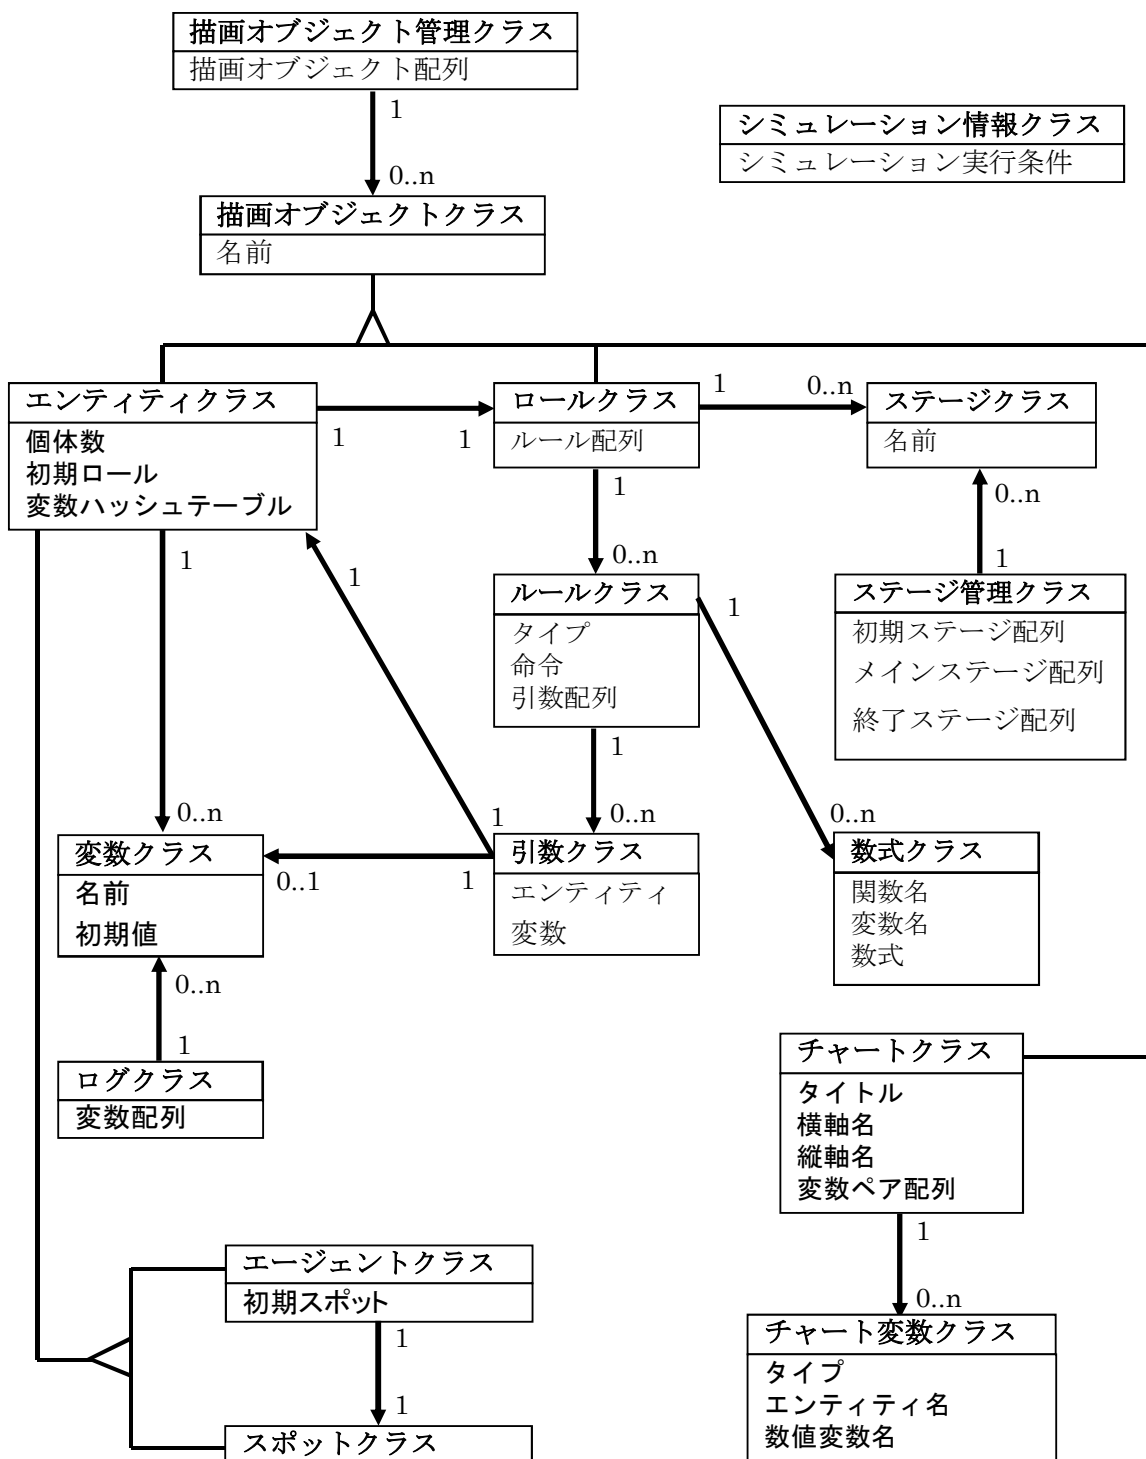 描画オブジェクト管理クラス
描画オブジェクト配列
1
0..n
シミュレーション情報クラス
シミュレーション実行条件
描画オブジェクトクラス
名前
エンティティクラス
個体数
初期ロール
変数ハッシュテーブル
1
1
ロールクラス
ルール配列
1
0..n
ステージクラス
名前
1
0..n
0..n
1
ステージ管理クラス
初期ステージ配列
メインステージ配列
終了ステージ配列
1
1
ルールクラス
タイプ
命令
引数配列
1
1
0..n
0..n
1
0..n
変数クラス
名前
初期値
0..1
1
引数クラス
エンティティ
変数
数式クラス
関数名
変数名
数式
0..n
1
ログクラス
変数配列
チャートクラス
タイトル
横軸名
縦軸名
変数ペア配列
1
0..n
エージェントクラス
初期スポット
1
1
スポットクラス
チャート変数クラス
タイプ
エンティティ名
数値変数名